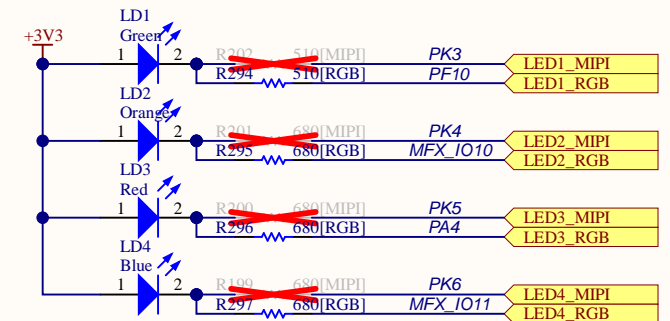 LD1
+3V3
Green
1 2 R202 510[MIPI] PK3 LED1_MIPI
R294 510[RGB] PF10 LED1_RGB
LD2
Orange
1 2 R201 680[MIPI] PK4 LED2_MIPI
R295 680[RGB] MFX_IO10 LED2_RGB
LD3
Red
1 2 R200 680[MIPI] PK5 LED3_MIPI
R296 680[RGB] PA4 LED3_RGB
LD4
Blue
1 2 R199 680[MIPI] PK6 LED4_MIPI
R297 680[RGB] MFX_IO11 LED4_RGB